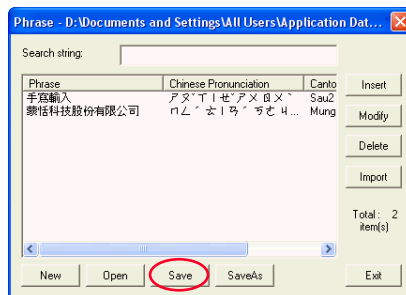 Phrase - D:\Documents and Settings\All Users\Application Dat...
Search string:
Phrase Chinese Pronunciation Canto
手寫輸入 ㄕㄡˇㄒㄧㄝˇㄕㄨ ㄖㄨˋ Sau2
蒙恬科技股份有限公司 ㄇㄥˊㄊㄧㄢˊㄎㄜ ㄐ... Mung
Insert
Modify
Delete
Import
Total: 2
item(s)
New Open Save SaveAs Exit